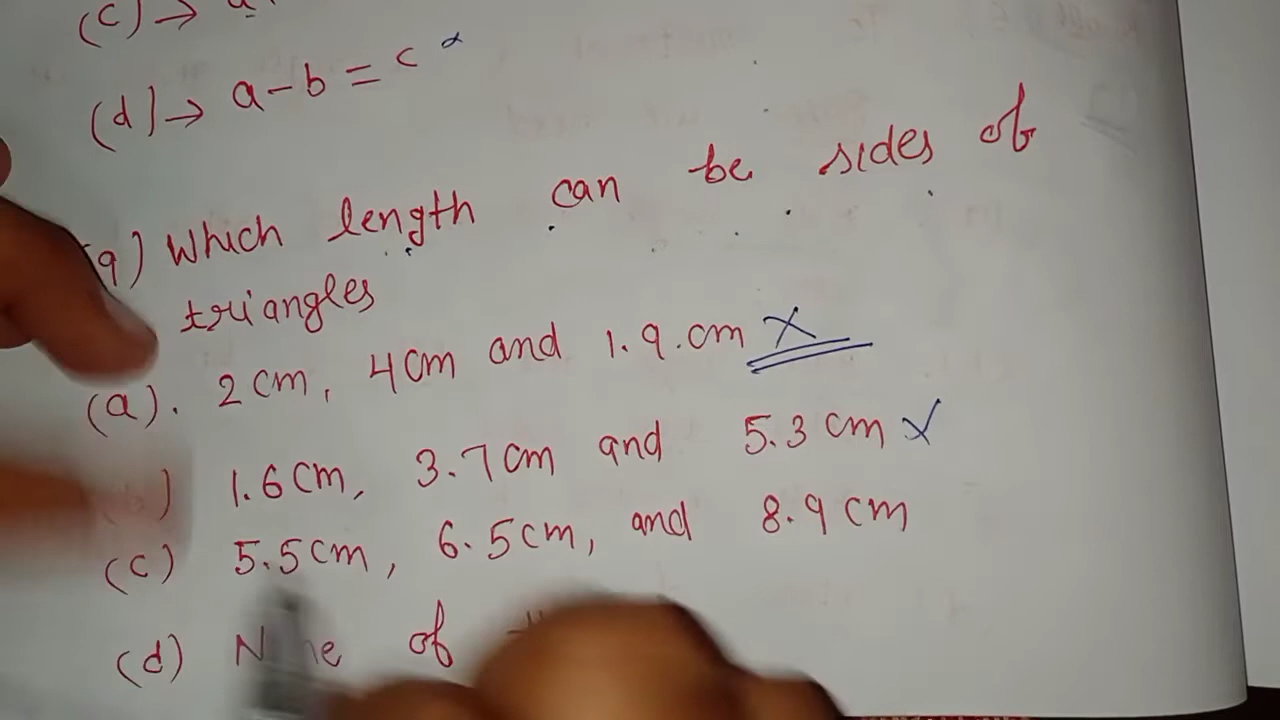 (c) →
(d) → a-b=c
9) Which length can be sides of
triangles
(a). 2 cm, 4 cm and 1.9.cm ×
(b) 1.6 cm, 3.7 cm and 5.3 cm ×
(c) 5.5 cm, 6.5 cm, and 8.9 cm
(d) of